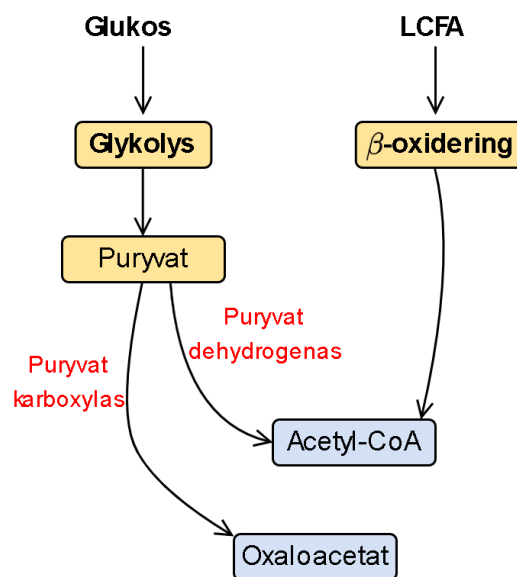 Glukos
LCFA
Glykolys
β-oxidering
Puryvat
Puryvat
dehydrogenas
Puryvat
karboxylas
Acetyl-CoA
Oxaloacetat